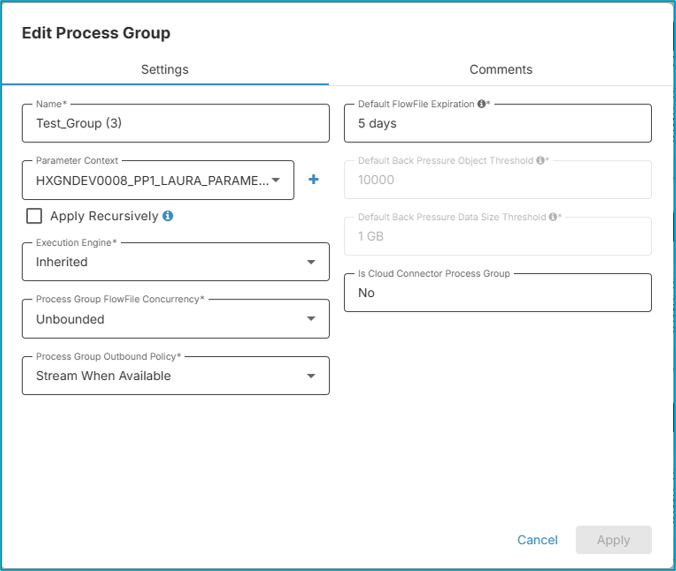 Edit Process Group
Settings
Comments
Name*
Test_Group (3)
Parameter Context
HXGNDEV0008_PP1_LAURA_PARAME...
Apply Recursively
Execution Engine*
Inherited
Process Group FlowFile Concurrency*
Unbounded
Process Group Outbound Policy*
Stream When Available
Default FlowFile Expiration *
5 days
Default Back Pressure Object Threshold *
10000
Default Back Pressure Data Size Threshold *
1 GB
Is Cloud Connector Process Group
No
Cancel
Apply